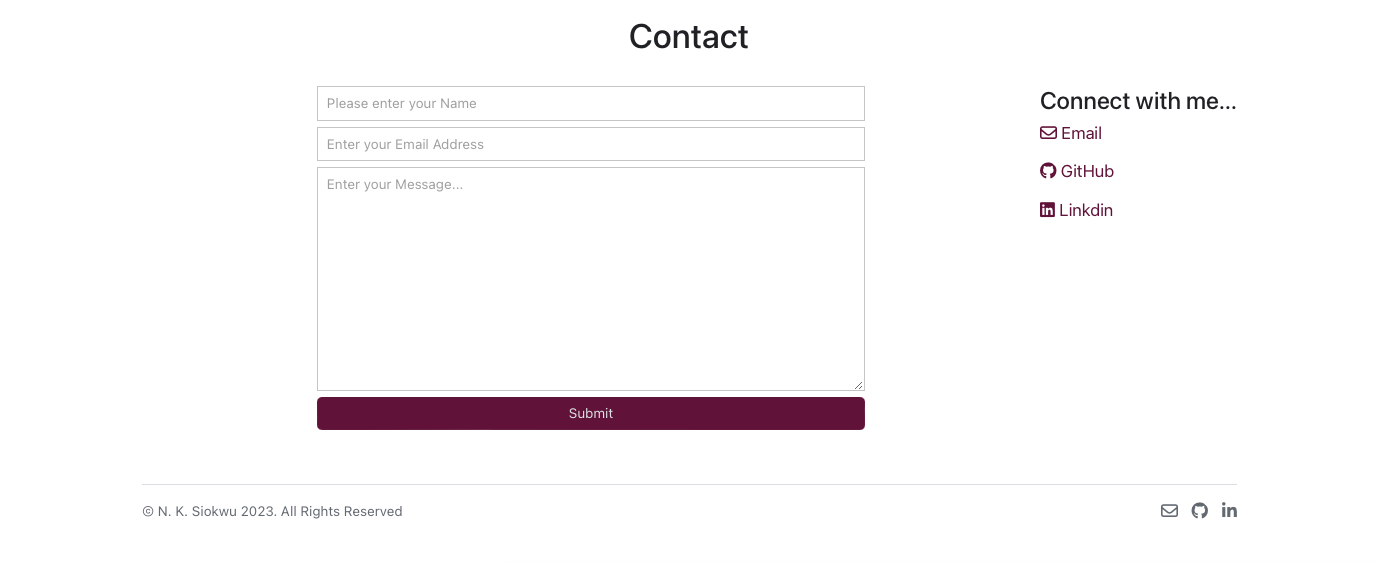 Contact
Please enter your Name
Enter your Email Address
Enter your Message...
Submit
Connect with me...
Email
GitHub
Linkdin
© N. K. Siokwu 2023. All Rights Reserved